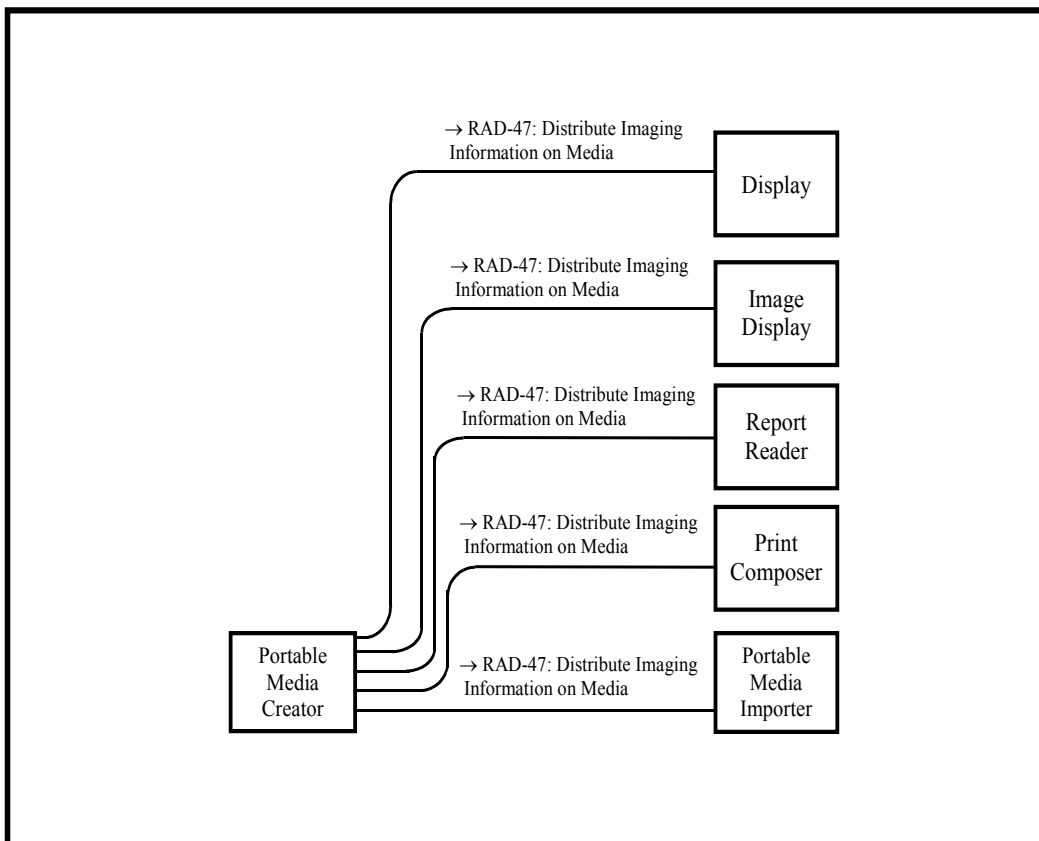 → RAD-47: Distribute Imaging
Information on Media
Display
→ RAD-47: Distribute Imaging
Information on Media
Image
Display
→ RAD-47: Distribute Imaging
Information on Media
Report
Reader
→ RAD-47: Distribute Imaging
Information on Media
Print
Composer
Portable
Media
Creator
→ RAD-47: Distribute Imaging
Information on Media
Portable
Media
Importer